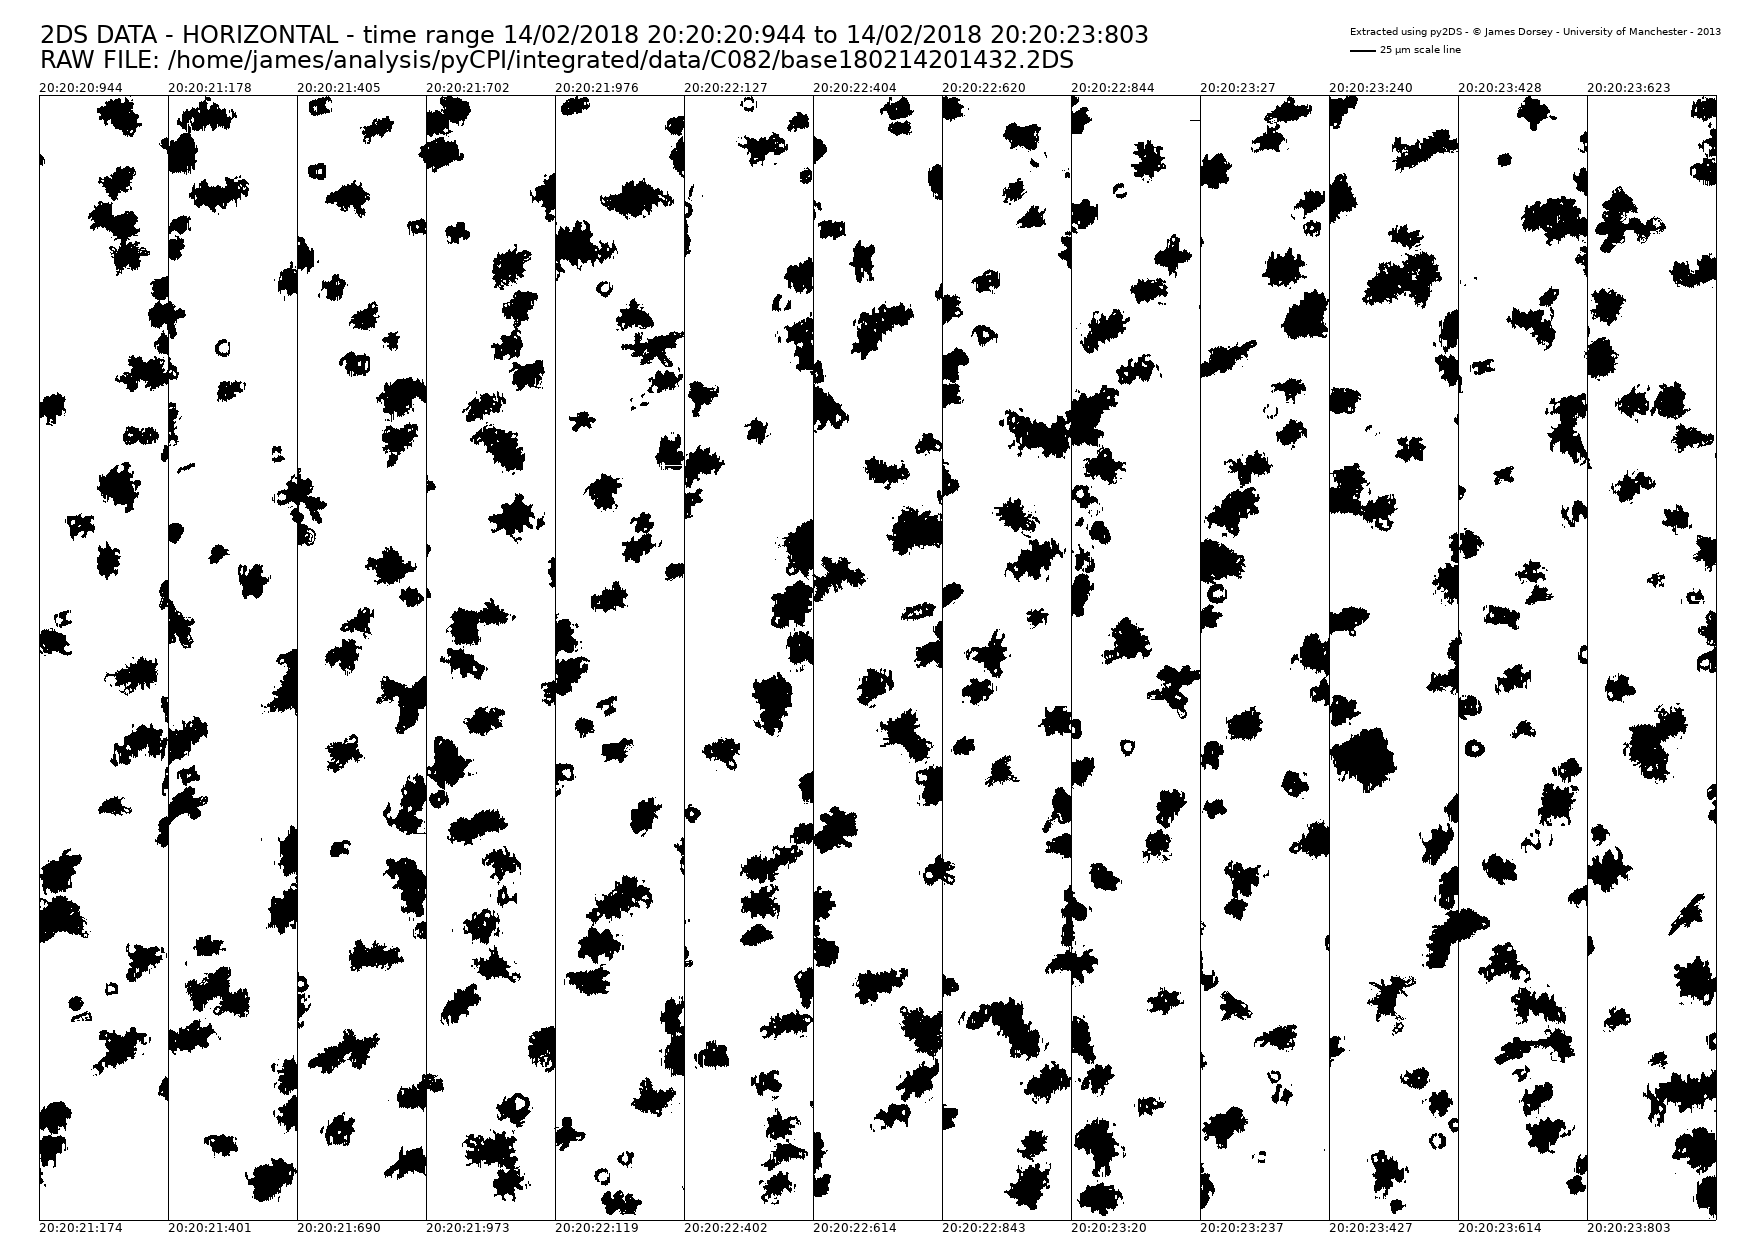 2DS DATA - HORIZONTAL - time range 14/02/2018 20:20:20:944 to 14/02/2018 20:20:23:803
RAW FILE: /home/james/analysis/pyCPI/integrated/data/C082/base180214201432.2DS
Extracted using py2DS - © James Dorsey - University of Manchester - 2013
25 µm scale line
20:20:20:944 20:20:21:178 20:20:21:405 20:20:21:702 20:20:21:976 20:20:22:127 20:20:22:404 20:20:22:620 20:20:22:844 20:20:23:27 20:20:23:240 20:20:23:428 20:20:23:623
20:20:21:174 20:20:21:401 20:20:21:690 20:20:21:973 20:20:22:119 20:20:22:402 20:20:22:614 20:20:22:843 20:20:23:20 20:20:23:237 20:20:23:427 20:20:23:614 20:20:23:803